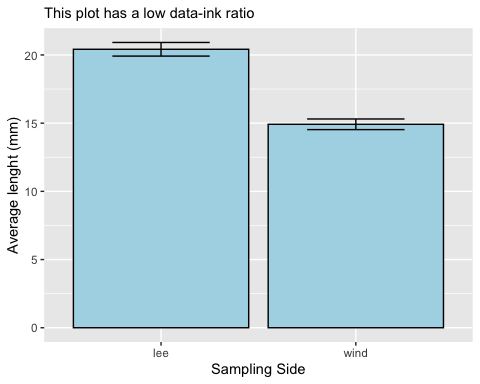 This plot has a low data-ink ratio
20
15
10
5
0
Average lenght (mm)
lee wind
Sampling Side